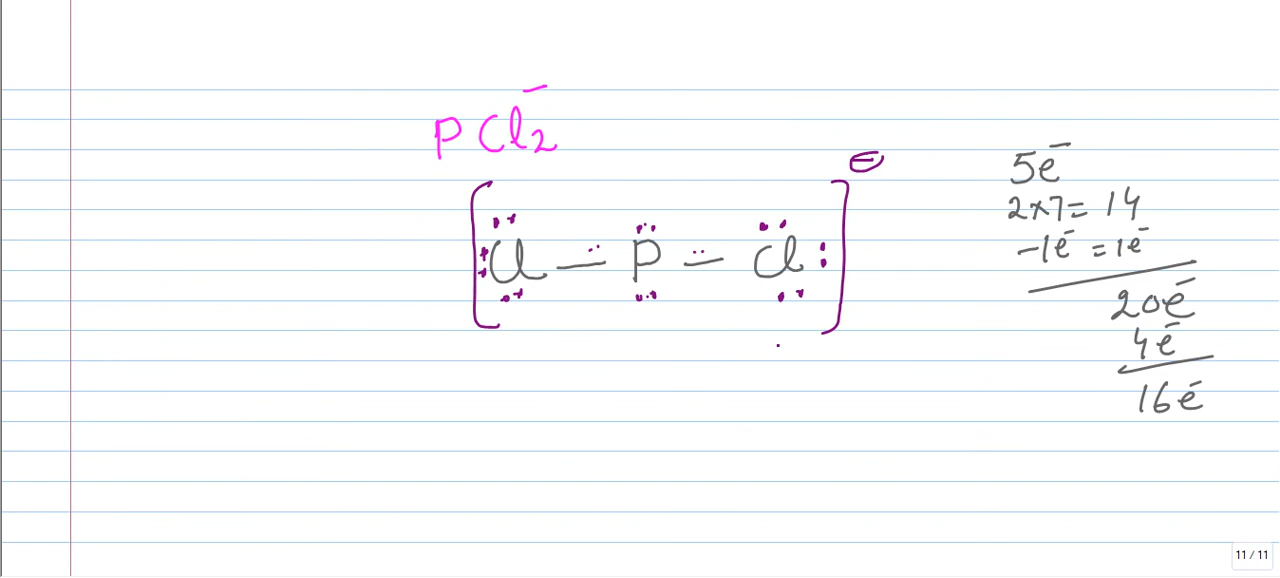 PCl₂⁻
[Cl — P — Cl]⊖
5e⁻
2×7= 14
-1e⁻ = 1e⁻
20e⁻
4e⁻
16e⁻
11 / 11